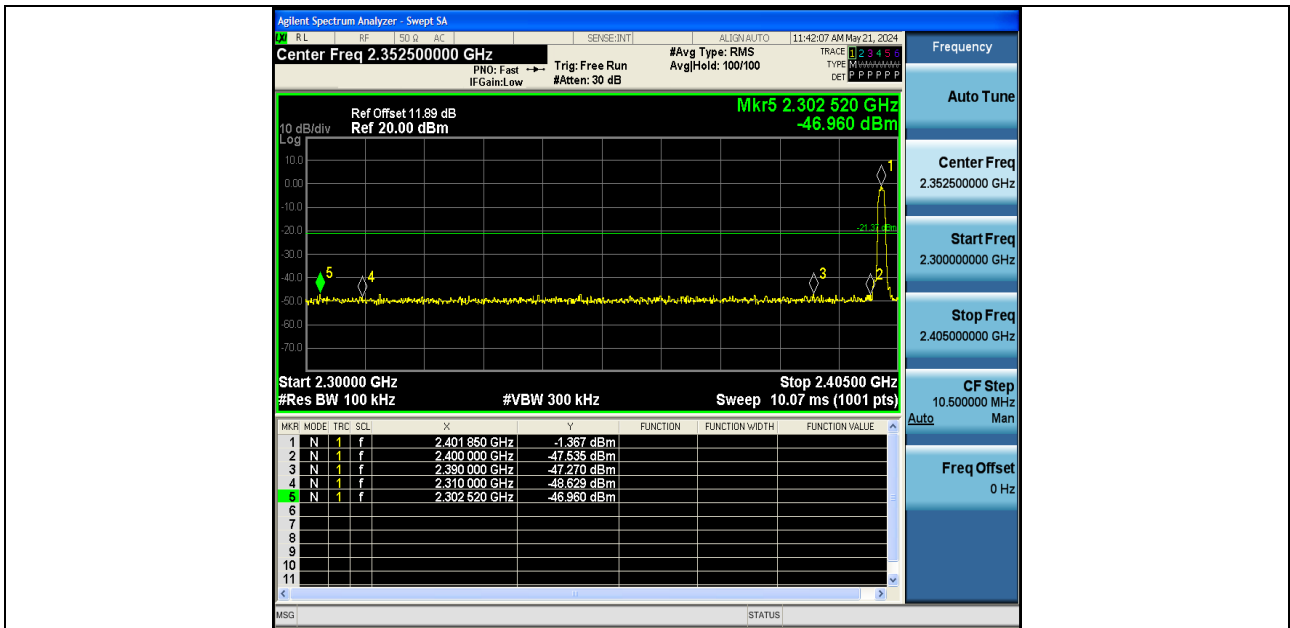 Agilent Spectrum Analyzer - Swept SA
RL RF 50 Ω AC SENSE:INT ALIGN AUTO 11:42:07 AM May 21, 2024
Center Freq 2.352500000 GHz
PNO: Fast
IFGain:Low
Trig: Free Run
#Atten: 30 dB
#Avg Type: RMS
Avg|Hold: 100/100
TRACE 1 2 3 4 5 6
TYPE M
DET P P P P P P
Frequency
Auto Tune
Center Freq
2.352500000 GHz
Start Freq
2.300000000 GHz
Stop Freq
2.405000000 GHz
CF Step
10.500000 MHz
Auto Man
Freq Offset
0 Hz
Mkr5 2.302 520 GHz
-46.960 dBm
Ref Offset 11.89 dB
10 dB/div Ref 20.00 dBm
Log
10.0
0.00
-10.0
-20.0
-30.0
-40.0
-50.0
-60.0
-70.0
1
-21.37 dBm
5
4
3
2
Start 2.30000 GHz Stop 2.40500 GHz
#Res BW 100 kHz #VBW 300 kHz Sweep 10.07 ms (1001 pts)
MKR MODE TRC SCL X Y FUNCTION FUNCTION WIDTH FUNCTION VALUE
1 N 1 f 2.401 850 GHz -1.367 dBm
2 N 1 f 2.400 000 GHz -47.535 dBm
3 N 1 f 2.390 000 GHz -47.270 dBm
4 N 1 f 2.310 000 GHz -48.629 dBm
5 N 1 f 2.302 520 GHz -46.960 dBm
6
7
8
9
10
11
MSG STATUS